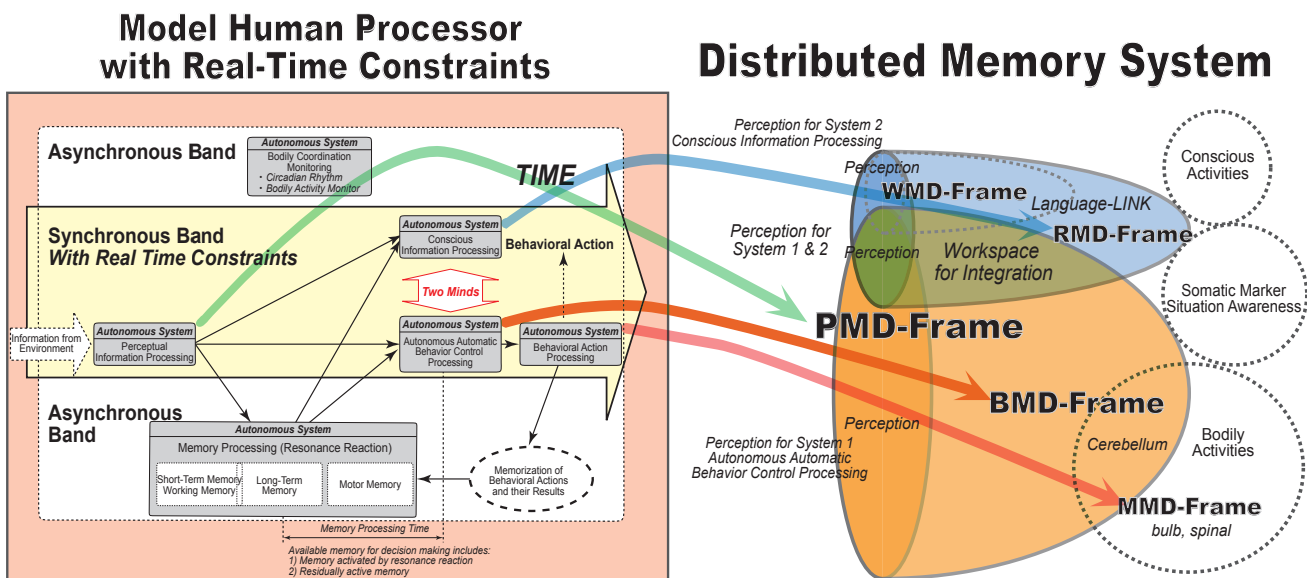 Model Human Processor
with Real-Time Constraints
Asynchronous Band
Autonomous System
Bodily Coordination
Monitoring
・Circadian Rhythm
・Bodily Activity Monitor
TIME
Synchronous Band
With Real Time Constraints
Autonomous System
Conscious
Information Processing
Behavioral Action
Two Minds
Information from
Environment
Autonomous System
Perceptual
Information Processing
Autonomous System
Autonomous Automatic
Behavior Control
Processing
Autonomous System
Behavioral Action
Processing
Asynchronous
Band
Autonomous System
Memory Processing (Resonance Reaction)
Short-Term Memory
Working Memory
Long-Term
Memory
Motor Memory
Memorization of
Behavioral Actions
and their Results
Memory Processing Time
Available memory for decision making includes:
1) Memory activated by resonance reaction
2) Residually active memory
Distributed Memory System
Perception for System 2
Conscious Information Processing
Perception
WMD-Frame
Language-LINK
RMD-Frame
Conscious
Activities
Perception for
System 1 & 2
Perception
Workspace
for Integration
Somatic Marker
Situation Awareness
PMD-Frame
BMD-Frame
Perception
Perception for System 1
Autonomous Automatic
Behavior Control Processing
Cerebellum
Bodily
Activities
MMD-Frame
bulb, spinal